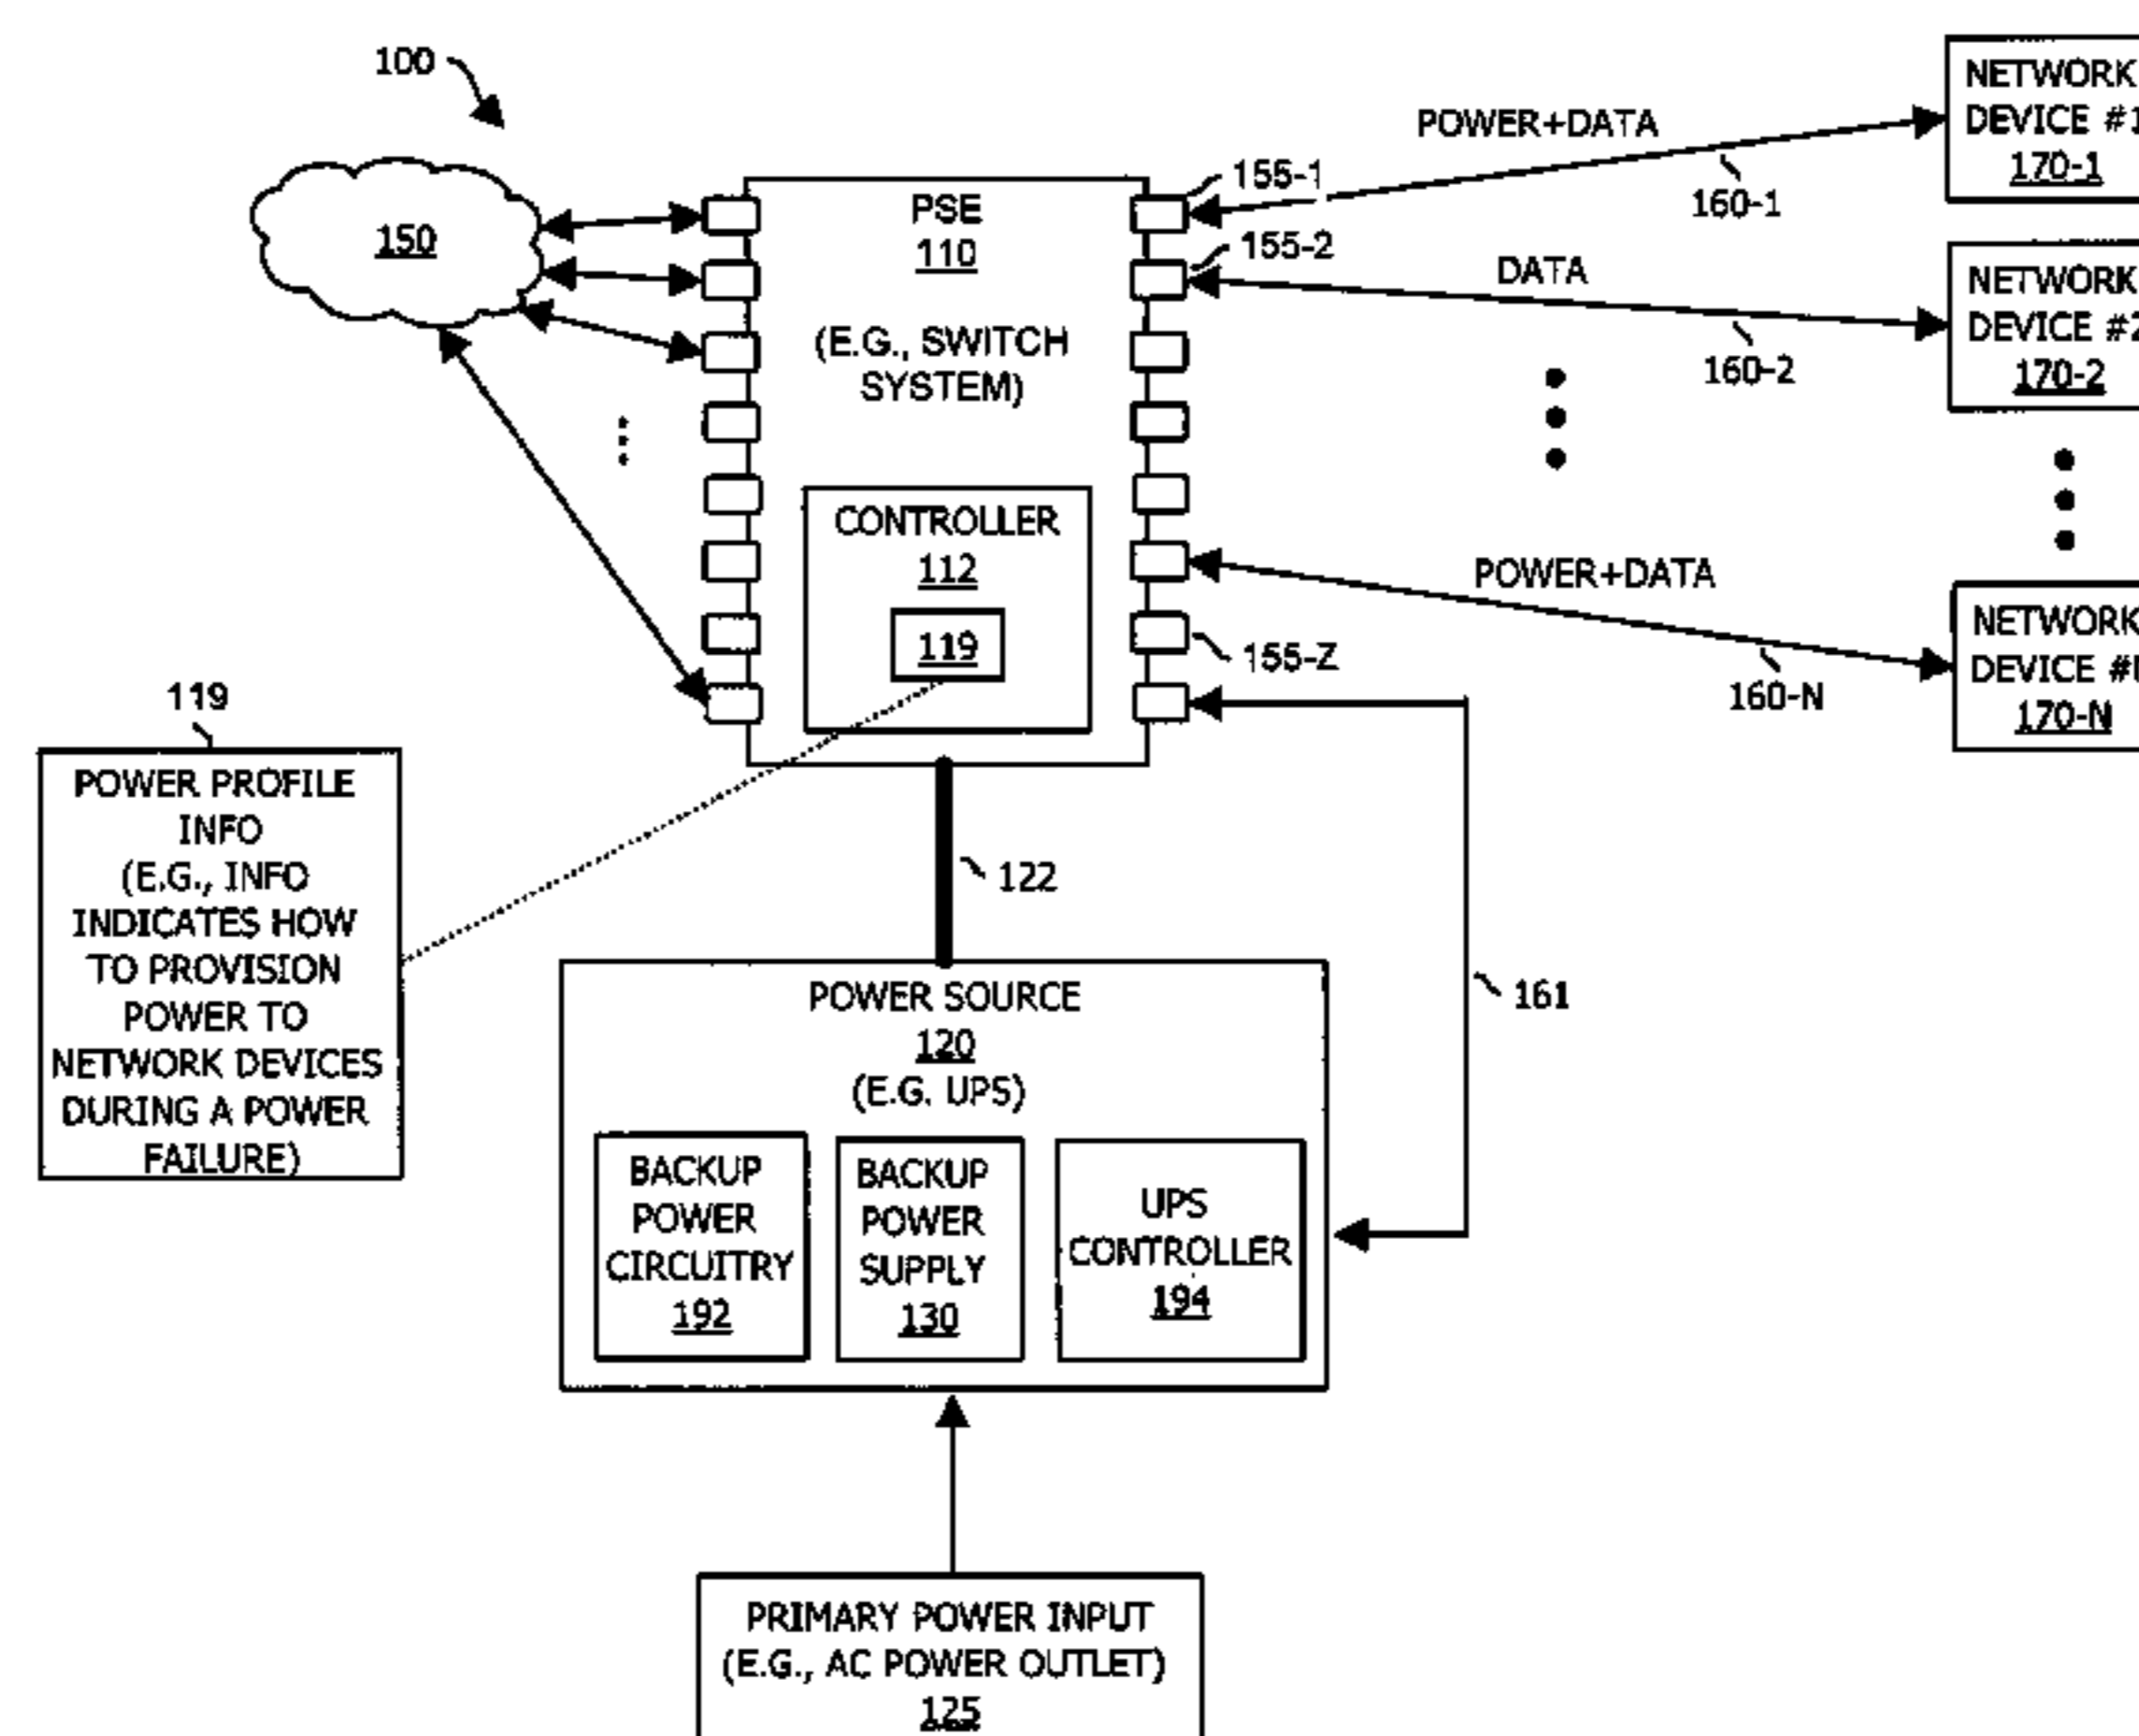 100
150
PSE
110
(E.G., SWITCH
SYSTEM)
CONTROLLER
112
119
155-1
155-2
155-Z
POWER+DATA
160-1
DATA
160-2
POWER+DATA
160-N
NETWORK
DEVICE #1
170-1
NETWORK
DEVICE #2
170-2
NETWORK
DEVICE
170-N
119
POWER PROFILE
INFO
(E.G., INFO
INDICATES HOW
TO PROVISION
POWER TO
NETWORK DEVICES
DURING A POWER
FAILURE)
122
161
POWER SOURCE
120
(E.G. UPS)
BACKUP
POWER
CIRCUITRY
192
BACKUP
POWER
SUPPLY
130
UPS
CONTROLLER
194
PRIMARY POWER INPUT
(E.G., AC POWER OUTLET)
125